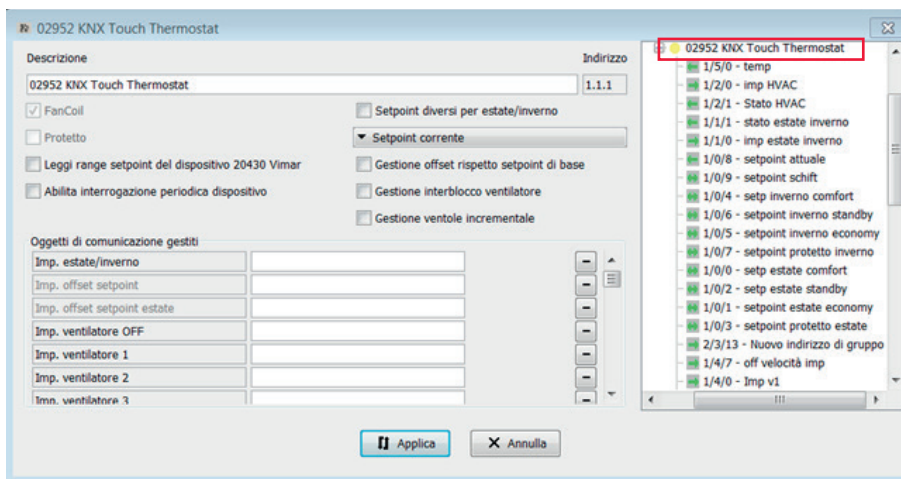 02952 KNX Touch Thermostat
Descrizione Indirizzo
02952 KNX Touch Thermostat 1.1.1
FanCoil
Setpoint diversi per estate/inverno
Protetto
Setpoint corrente
Leggi range setpoint del dispositivo 20430 Vimar
Gestione offset rispetto setpoint di base
Abilita interrogazione periodica dispositivo
Gestione interblocco ventilatore
Gestione ventole incrementale
Oggetti di comunicazione gestiti
Imp. estate/inverno
Imp. offset setpoint
Imp. offset setpoint estate
Imp. ventilatore OFF
Imp. ventilatore 1
Imp. ventilatore 2
Imp. ventilatore 3
02952 KNX Touch Thermostat
1/5/0 - temp
1/2/0 - imp HVAC
1/2/1 - Stato HVAC
1/1/1 - stato estate inverno
1/1/0 - imp estate inverno
1/0/8 - setpoint attuale
1/0/9 - setpoint schift
1/0/4 - setp inverno comfort
1/0/6 - setpoint inverno standby
1/0/5 - setpoint inverno economy
1/0/7 - setpoint protetto inverno
1/0/0 - setp estate comfort
1/0/2 - setp estate standby
1/0/1 - setpoint estate economy
1/0/3 - setpoint protetto estate
2/3/13 - Nuovo indirizzo di gruppo
1/4/7 - off velocità imp
1/4/0 - Imp v1
Applica
Annulla